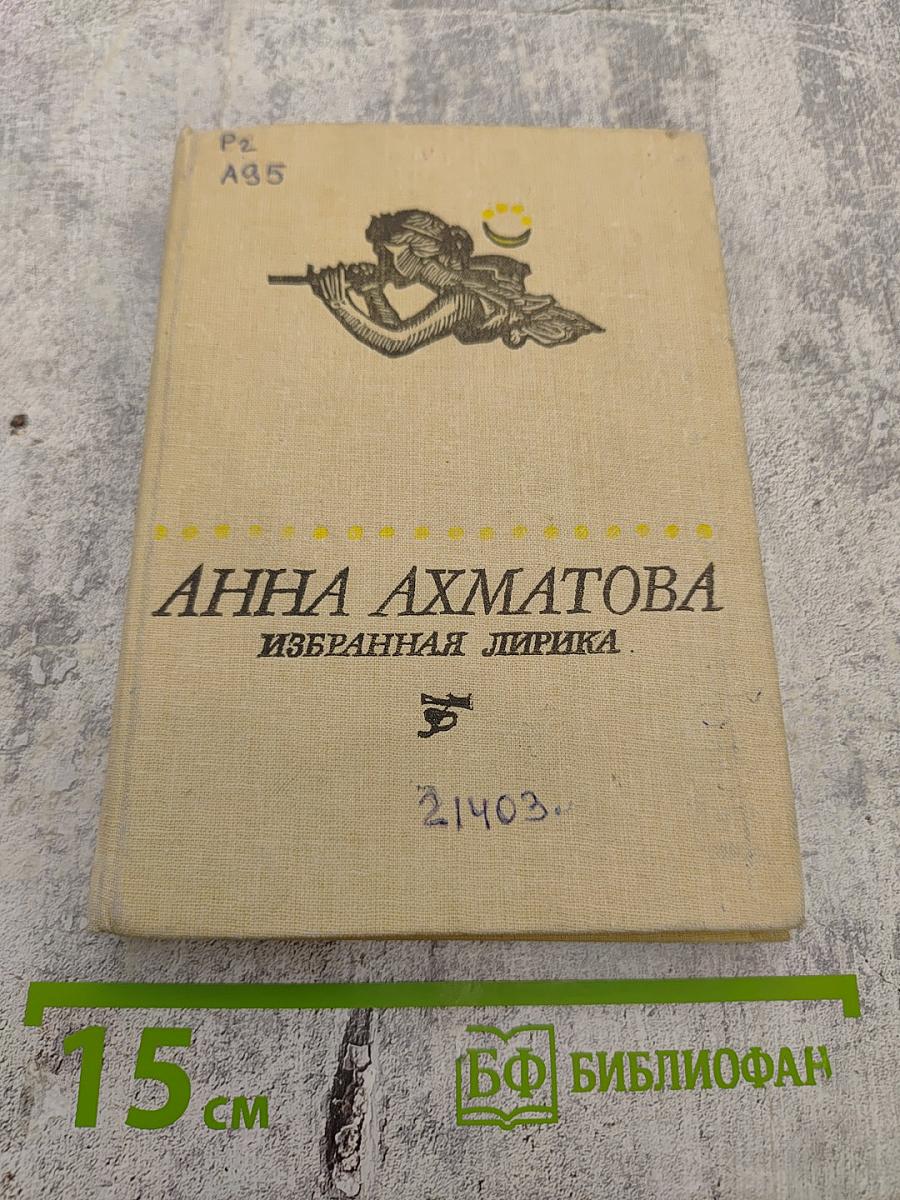 Р2
А95
АННА АХМАТОВА
ИЗБРАННАЯ ЛИРИКА
21403
15 см
БФ БИБЛИОФАН